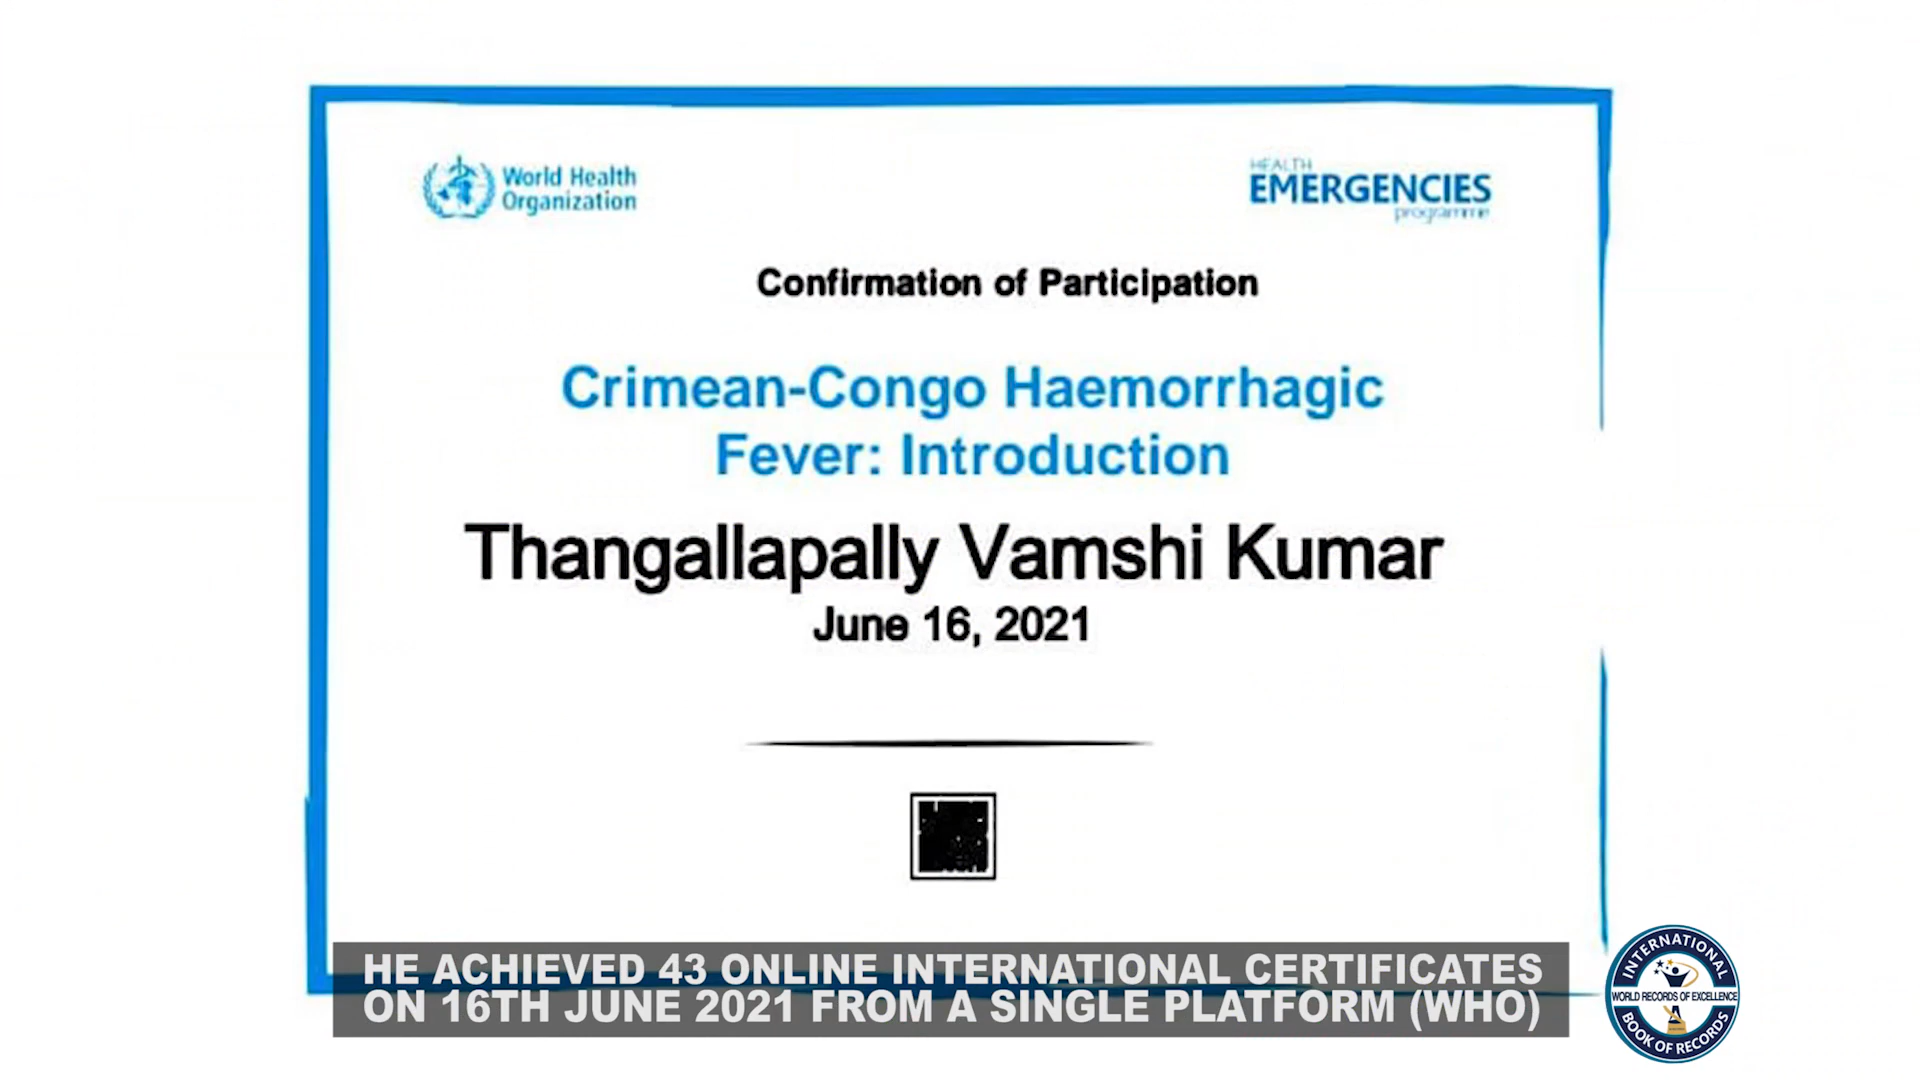 World Health
Organization
HEALTH
EMERGENCIES
programme
Confirmation of Participation
Crimean-Congo Haemorrhagic
Fever: Introduction
Thangallapally Vamshi Kumar
June 16, 2021
HE ACHIEVED 43 ONLINE INTERNATIONAL CERTIFICATES
ON 16TH JUNE 2021 FROM A SINGLE PLATFORM (WHO)
INTERNATIONAL
WORLD RECORDS OF EXCELLENCE
BOOK OF RECORDS